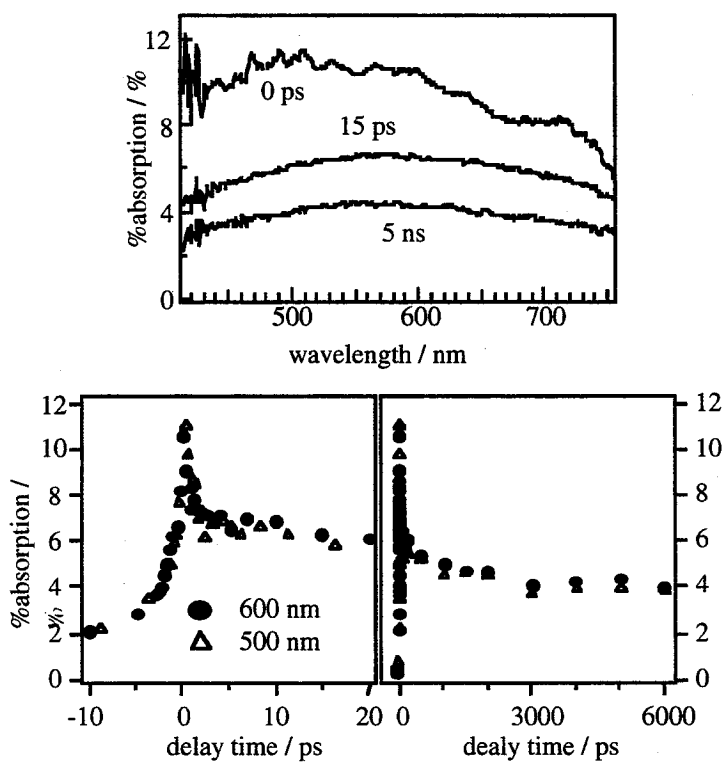 12
8
4
0
%absorption / %
0 ps
15 ps
5 ns
500 600 700
wavelength / nm
12
10
8
6
4
2
0
%absorption /
%
600 nm
500 nm
-10 0 10 20
delay time / ps
12
10
8
6
4
2
0
0 3000 6000
dealy time / ps